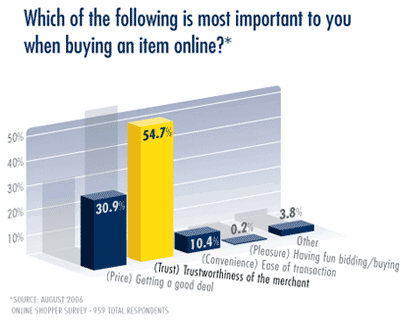 Which of the following is most important to you
when buying an item online?*
50%
40%
30%
20%
10%
30.9%
54.7%
10.4%
0.2%
3.8%
Other
(Pleasure) Having fun bidding/buying
(Convenience) Ease of transaction
(Trust) Trustworthiness of the merchant
(Price) Getting a good deal
*SOURCE: AUGUST 2006
ONLINE SHOPPER SURVEY - 959 TOTAL RESPONDENTS